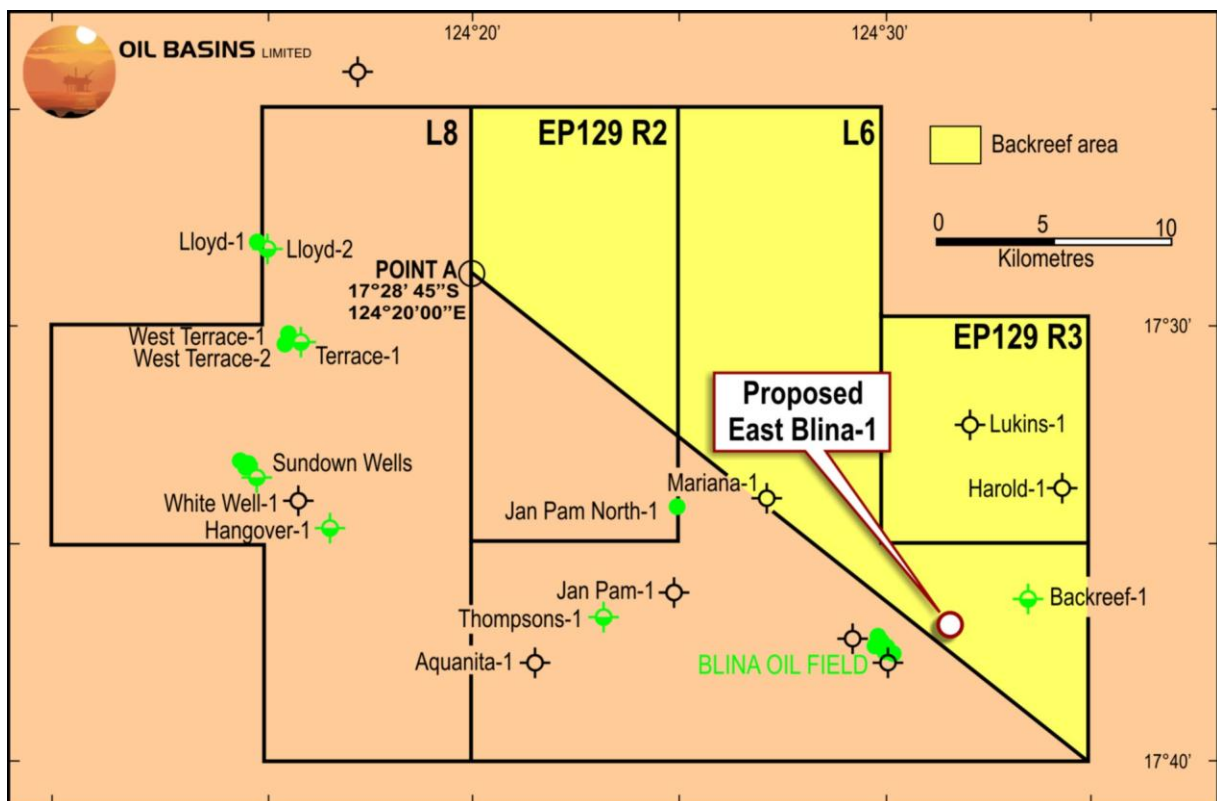 OIL BASINS LIMITED
124°20'
124°30'
L8
EP129 R2
L6
Backreef area
0
5
10
Kilometres
Lloyd-1
Lloyd-2
POINT A
17°28' 45"S
124°20'00"E
West Terrace-1
West Terrace-2
Terrace-1
17°30'
EP129 R3
Proposed
East Blina-1
Lukins-1
Sundown Wells
White Well-1
Hangover-1
Mariana-1
Jan Pam North-1
Harold-1
Jan Pam-1
Thompsons-1
Aquanita-1
Backreef-1
BLINA OIL FIELD
17°40'